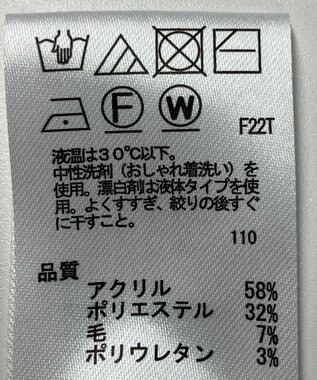 F W
F22T
液温は30℃以下。
中性洗剤（おしゃれ着洗い）を
使用。漂白剤は液体タイプを使
用。よくすすぎ、絞りの後すぐ
に干すこと。
110
品質
アクリル 58%
ポリエステル 32%
毛 7%
ポリウレタン 3%